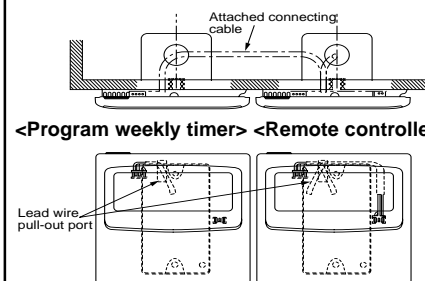 Attached connecting
cable
<Program weekly timer> <Remote controlle
Lead wire
pull-out port